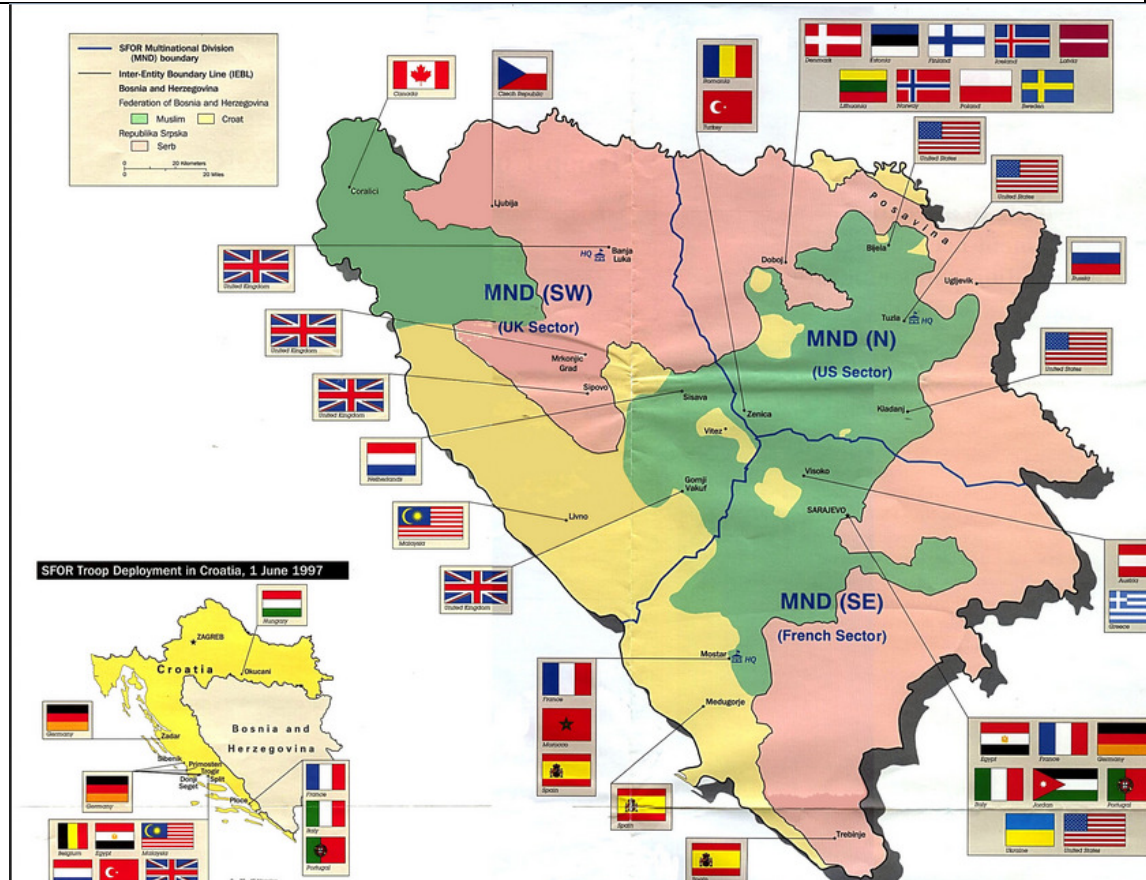 SFOR Multinational Division
(MND) boundary
Inter-Entity Boundary Line (IEBL)
Bosnia and Herzegovina
Federation of Bosnia and Herzegovina
Muslim
Croat
Republika Srpska
Serb
0 20 Kilometers
0 20 Miles
Canada
Czech Republic
Romania
Turkey
Denmark
Estonia
Finland
Iceland
Latvia
Lithuania
Norway
Poland
Sweden
United States
United States
Coralici
Ljubija
Posavina
United Kingdom
HQ
Banja
Luka
Doboj
Bijela
Ugljevik
Russia
MND (SW)
(UK Sector)
Tuzla
HQ
United Kingdom
MND (N)
(US Sector)
United States
Mrkonjic
Grad
Sipovo
United Kingdom
Sisava
Zenica
Kladanj
Vitez
Netherlands
Visoko
Gornji
Vakuf
SARAJEVO
Livno
Malaysia
Austria
Greece
United Kingdom
MND (SE)
(French Sector)
Mostar
HQ
Medugorje
France
Morocco
Spain
Spain
Trebinje
Egypt
France
Germany
Italy
Jordan
Portugal
Ukraine
United States
SFOR Troop Deployment in Croatia, 1 June 1997
Hungary
ZAGREB
Croatia
Okucani
Bosnia and
Herzegovina
Germany
Zadar
Sibenik
Primosten
Trogir
Donji
Seget
Split
Ploce
Germany
France
Italy
Portugal
Belgium
Egypt
Malaysia